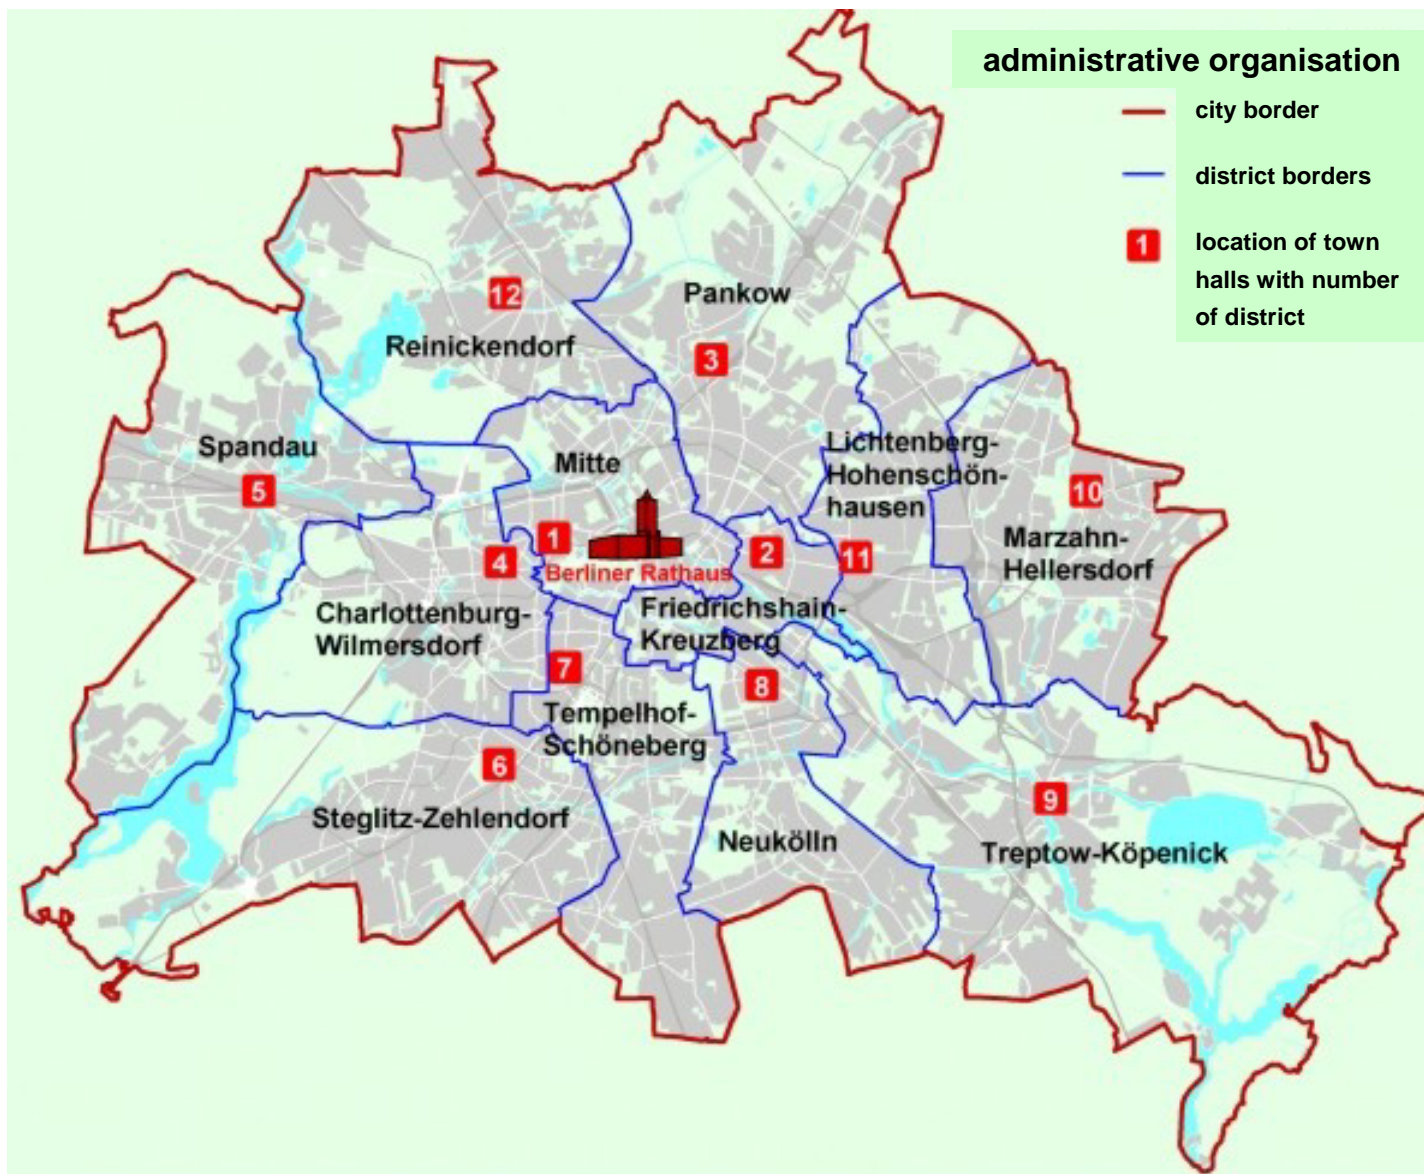 administrative organisation
city border
district borders
1
location of town
halls with number
of district
12
Pankow
Reinickendorf
3
Spandau
Mitte
Lichtenberg-
Hohenschön-
hausen
5
10
1
4
2
11
Berliner Rathaus
Marzahn-
Hellersdorf
Charlottenburg-
Wilmersdorf
Friedrichshain-
Kreuzberg
7
8
Tempelhof-
Schöneberg
6
9
Steglitz-Zehlendorf
Neukölln
Treptow-Köpenick